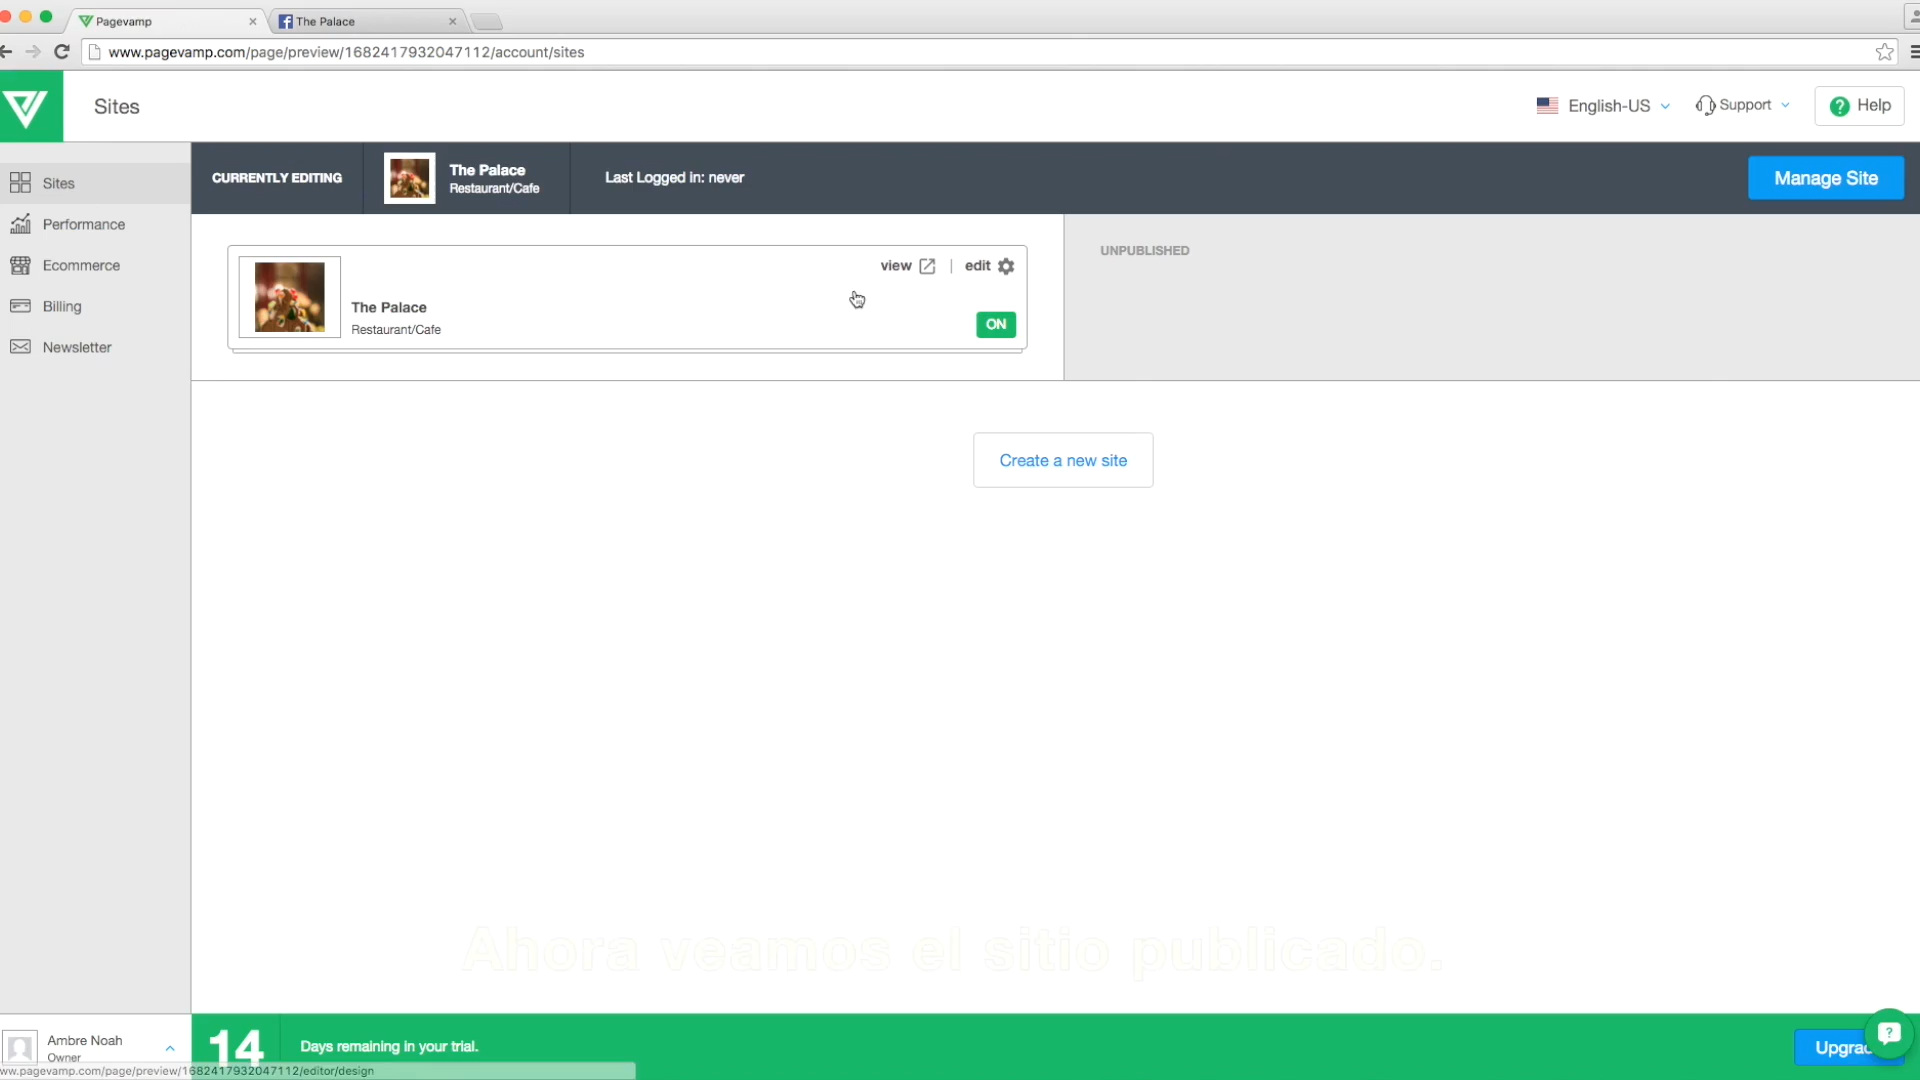 Pagevamp
The Palace
www.pagevamp.com/page/preview/1682417932047112/account/sites
Sites
English-US
Support
Help
Sites
Performance
Ecommerce
Billing
Newsletter
CURRENTLY EDITING
The Palace
Restaurant/Cafe
Last Logged in: never
Manage Site
view | edit
The Palace
Restaurant/Cafe
ON
UNPUBLISHED
Create a new site
Ahora veamos el sitio publicado.
Ambre Noah
Owner
14
Days remaining in your trial.
ww.pagevamp.com/page/preview/1682417932047112/editor/design